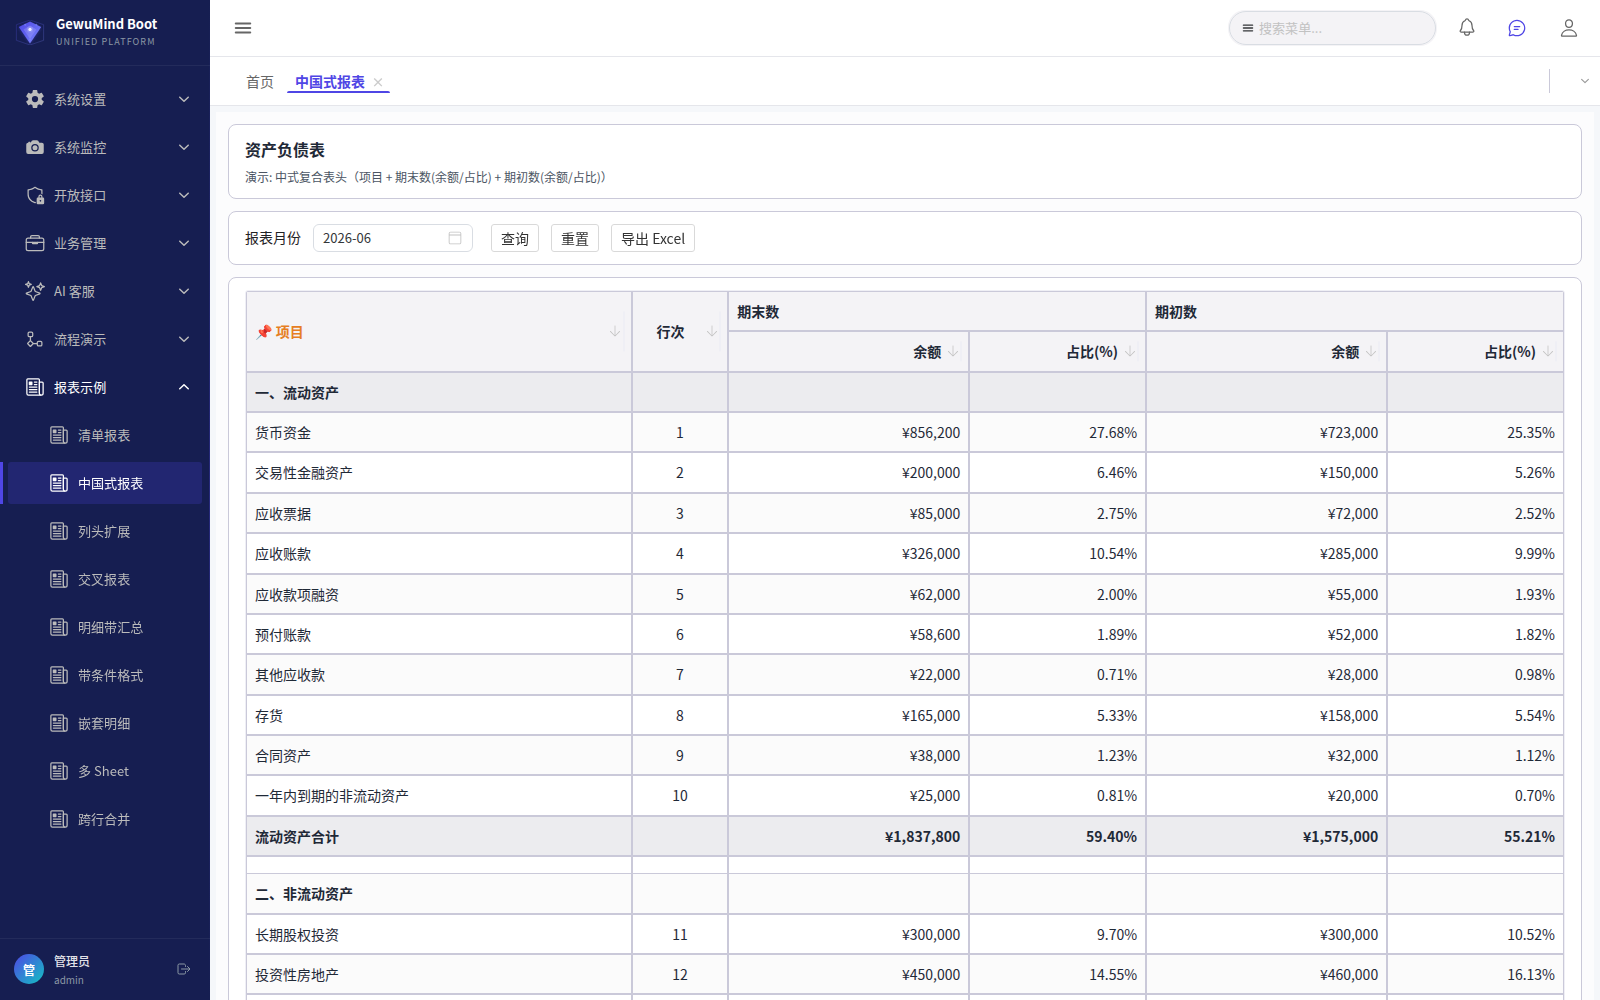 GewuMind Boot
UNIFIED PLATFORM
系统设置
系统监控
开放接口
业务管理
AI 客服
流程演示
报表示例
清单报表
中国式报表
列头扩展
交叉报表
明细带汇总
带条件格式
嵌套明细
多 Sheet
跨行合并
管
管理员
admin
搜索菜单...
首页 中国式报表
资产负债表
演示: 中式复合表头（项目 + 期末数(余额/占比) + 期初数(余额/占比)）
报表月份 2026-06 查询 重置 导出 Excel
📌 项目 行次 期末数 期初数
余额 占比(%) 余额 占比(%)
一、流动资产
货币资金 1 ¥856,200 27.68% ¥723,000 25.35%
交易性金融资产 2 ¥200,000 6.46% ¥150,000 5.26%
应收票据 3 ¥85,000 2.75% ¥72,000 2.52%
应收账款 4 ¥326,000 10.54% ¥285,000 9.99%
应收款项融资 5 ¥62,000 2.00% ¥55,000 1.93%
预付账款 6 ¥58,600 1.89% ¥52,000 1.82%
其他应收款 7 ¥22,000 0.71% ¥28,000 0.98%
存货 8 ¥165,000 5.33% ¥158,000 5.54%
合同资产 9 ¥38,000 1.23% ¥32,000 1.12%
一年内到期的非流动资产 10 ¥25,000 0.81% ¥20,000 0.70%
流动资产合计 ¥1,837,800 59.40% ¥1,575,000 55.21%
二、非流动资产
长期股权投资 11 ¥300,000 9.70% ¥300,000 10.52%
投资性房地产 12 ¥450,000 14.55% ¥460,000 16.13%